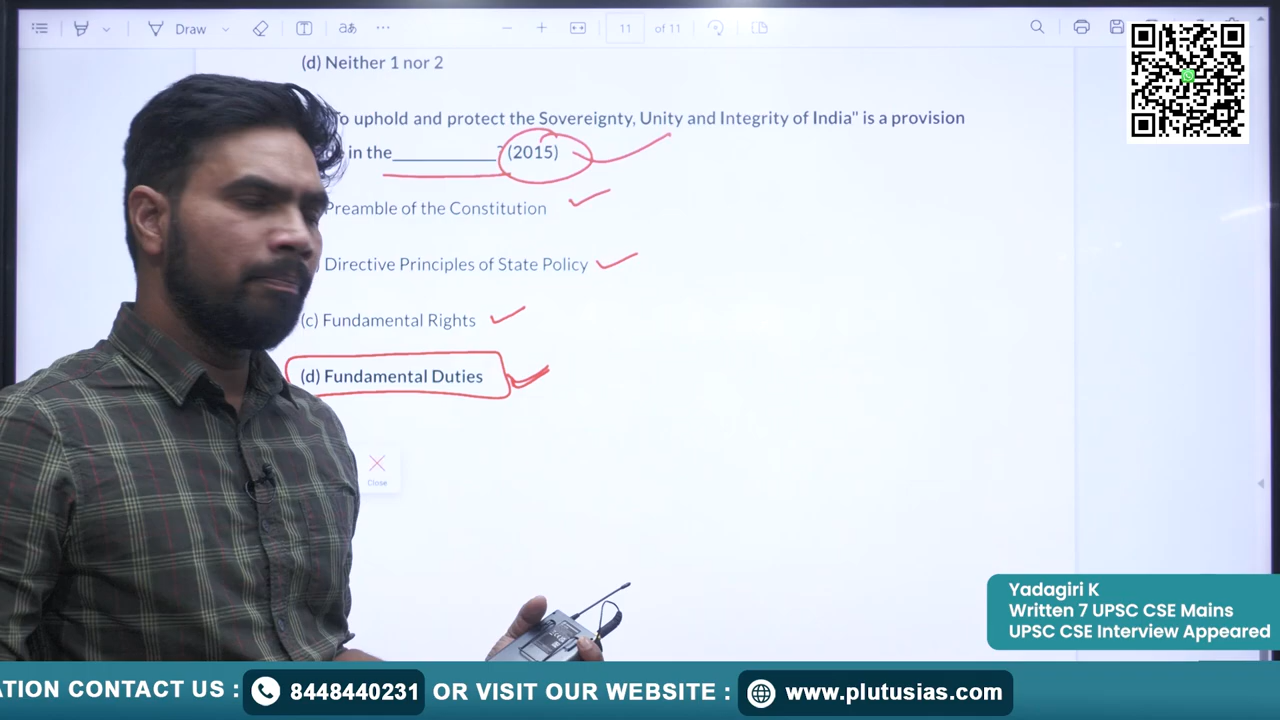 Draw
aあ
11 of 11
(d) Neither 1 nor 2
To uphold and protect the Sovereignty, Unity and Integrity of India" is a provision
in the____________? (2015)
Preamble of the Constitution
Directive Principles of State Policy
(c) Fundamental Rights
(d) Fundamental Duties
Close
Yadagiri K
Written 7 UPSC CSE Mains
UPSC CSE Interview Appeared
ATION CONTACT US : 8448440231 OR VISIT OUR WEBSITE : www.plutusias.com